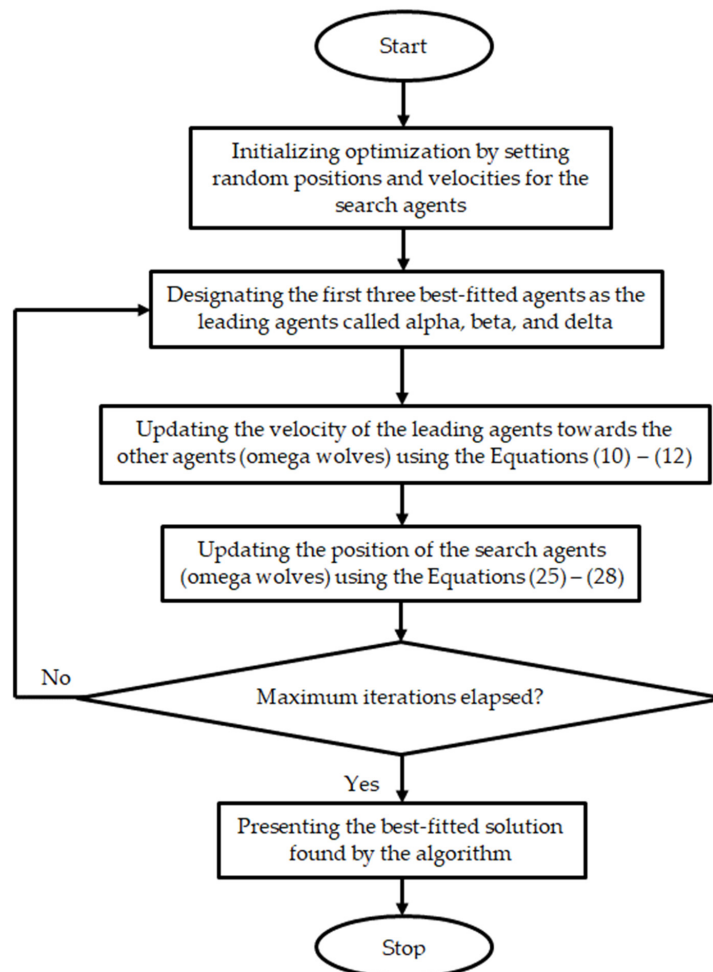 Start
Initializing optimization by setting
random positions and velocities for the
search agents
Designating the first three best-fitted agents as the
leading agents called alpha, beta, and delta
Updating the velocity of the leading agents towards the
other agents (omega wolves) using the Equations (10) – (12)
Updating the position of the search agents
(omega wolves) using the Equations (25) – (28)
No
Maximum iterations elapsed?
Yes
Presenting the best-fitted solution
found by the algorithm
Stop